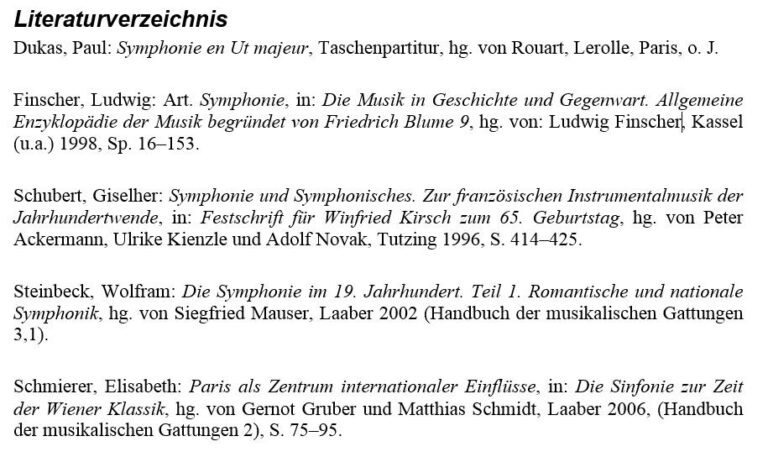 Literaturverzeichnis
Dukas, Paul: Symphonie en Ut majeur, Taschenpartitur, hg. von Rouart, Lerolle, Paris, o. J.
Finscher, Ludwig: Art. Symphonie, in: Die Musik in Geschichte und Gegenwart. Allgemeine
Enzyklopädie der Musik begründet von Friedrich Blume 9, hg. von: Ludwig Finscher, Kassel
(u.a.) 1998, Sp. 16–153.
Schubert, Giselher: Symphonie und Symphonisches. Zur französischen Instrumentalmusik der
Jahrhundertwende, in: Festschrift für Winfried Kirsch zum 65. Geburtstag, hg. von Peter
Ackermann, Ulrike Kienzle und Adolf Novak, Tutzing 1996, S. 414–425.
Steinbeck, Wolfram: Die Symphonie im 19. Jahrhundert. Teil 1. Romantische und nationale
Symphonik, hg. von Siegfried Mauser, Laaber 2002 (Handbuch der musikalischen Gattungen
3,1).
Schmierer, Elisabeth: Paris als Zentrum internationaler Einflüsse, in: Die Sinfonie zur Zeit
der Wiener Klassik, hg. von Gernot Gruber und Matthias Schmidt, Laaber 2006, (Handbuch
der musikalischen Gattungen 2), S. 75–95.